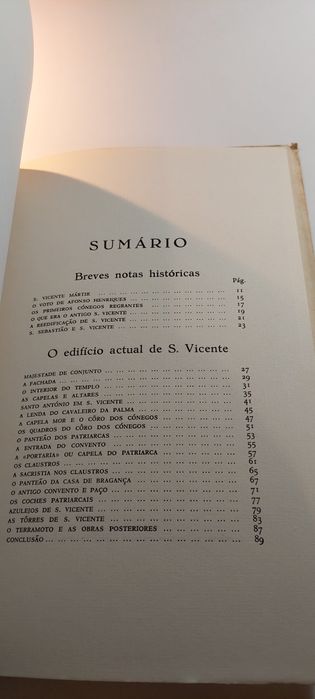 SUMÁRIO
Breves notas históricas
Pág.
S. VICENTE MÁRTIR ... ... ... ... ... ... ... ... ... ... 11
O VOTO DE AFONSO HENRIQUES ... ... ... ... ... ... ... 15
OS PRIMEIROS CÓNEGOS REGRANTES ... ... ... ... ... 17
O QUE ERA O ANTIGO S. VICENTE ... ... ... ... ... ... 19
A REEDIFICAÇÃO DE S. VICENTE ... ... ... ... ... ... 21
S. SEBASTIÃO E S. VICENTE ... ... ... ... ... ... ... 23
O edifício actual de S. Vicente
MAJESTADE DE CONJUNTO ... ... ... ... ... ... ... ... 27
A FACHADA ... ... ... ... ... ... ... ... ... ... ... 29
O INTERIOR DO TEMPLO ... ... ... ... ... ... ... ... 31
AS CAPELAS E ALTARES ... ... ... ... ... ... ... ... 35
SANTO ANTÓNIO EM S. VICENTE ... ... ... ... ... ... 41
A LENDA DO CAVALEIRO DA PALMA ... ... ... ... ... ... 45
A CAPELA MOR E O CÔRO DOS CÓNEGOS ... ... ... ... ... 47
OS QUADROS DO CÔRO DOS CÓNEGOS ... ... ... ... ... ... 51
O PANTEÃO DOS PATRIARCAS ... ... ... ... ... ... ... 53
A ENTRADA DO CONVENTO ... ... ... ... ... ... ... ... 55
A «PORTARIA» OU CAPELA DO PATRIARCA ... ... ... ... ... 57
OS CLAUSTROS ... ... ... ... ... ... ... ... ... ... 61
A SACRISTIA NOS CLAUSTROS ... ... ... ... ... ... ... 65
O PANTEÃO DA CASA DE BRAGANÇA ... ... ... ... ... ... 67
O ANTIGO CONVENTO E PAÇO ... ... ... ... ... ... ... 71
OS COCHES PATRIARCAIS ... ... ... ... ... ... ... ... 77
AZULEJOS DE S. VICENTE ... ... ... ... ... ... ... ... 79
AS TÔRRES DE S. VICENTE ... ... ... ... ... ... ... ... 83
O TERRAMOTO E AS OBRAS POSTERIORES ... ... ... ... ... 87
CONCLUSÃO ... ... ... ... ... ... ... ... ... ... ... 89